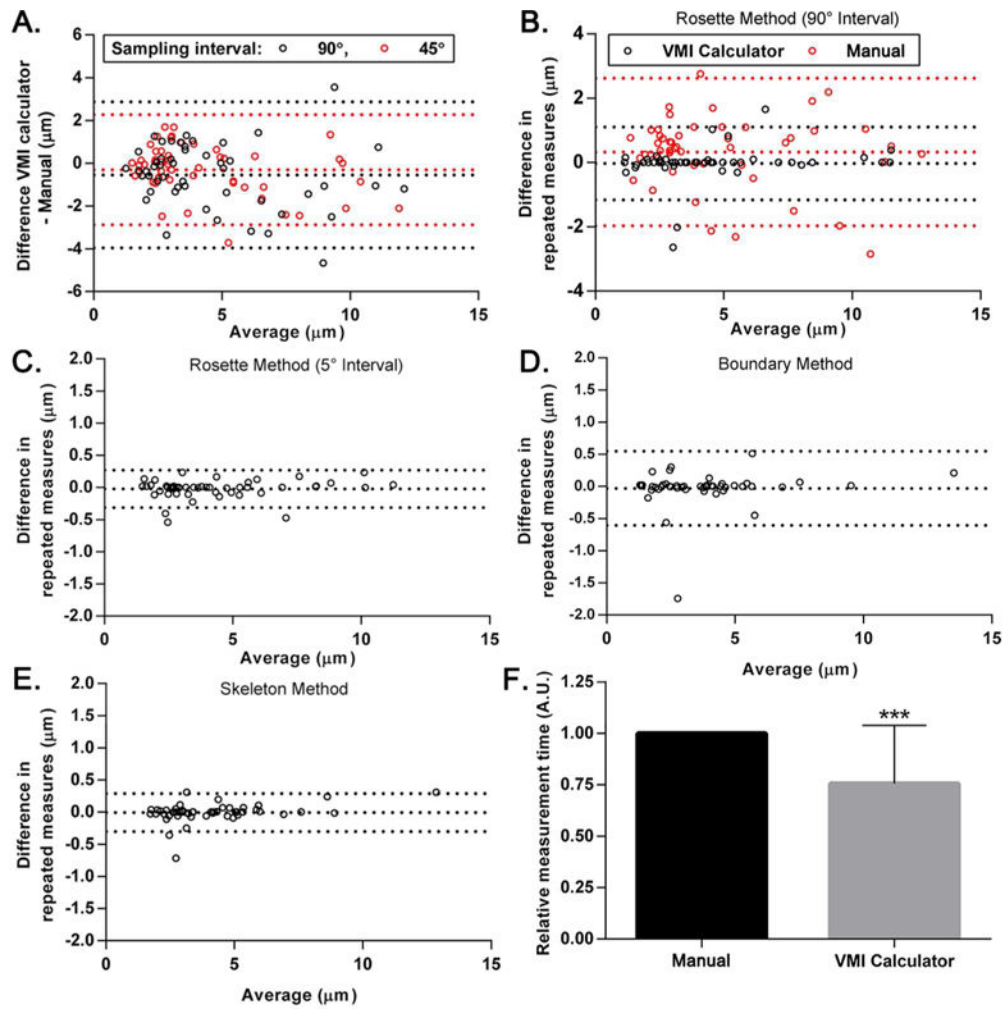 A.
Sampling interval: 90°, 45°
6
4
2
0
-2
-4
-6
Difference VMI calculator
- Manual (µm)
0 5 10 15
Average (µm)
B.
Rosette Method (90° Interval)
VMI Calculator Manual
4
2
0
-2
-4
Difference in
repeated measures (µm)
0 5 10 15
Average (µm)
C.
Rosette Method (5° Interval)
2.0
1.5
1.0
0.5
0.0
-0.5
-1.0
-1.5
-2.0
Difference in
repeated measures (µm)
0 5 10 15
Average (µm)
D.
Boundary Method
2.0
1.5
1.0
0.5
0.0
-0.5
-1.0
-1.5
-2.0
Difference in
repeated measures (µm)
0 5 10 15
Average (µm)
E.
Skeleton Method
2.0
1.5
1.0
0.5
0.0
-0.5
-1.0
-1.5
-2.0
Difference in
repeated measures (µm)
0 5 10 15
Average (µm)
F.
1.25
1.00
0.75
0.50
0.25
0.00
Relative measurement time (A.U.)
***
Manual VMI Calculator